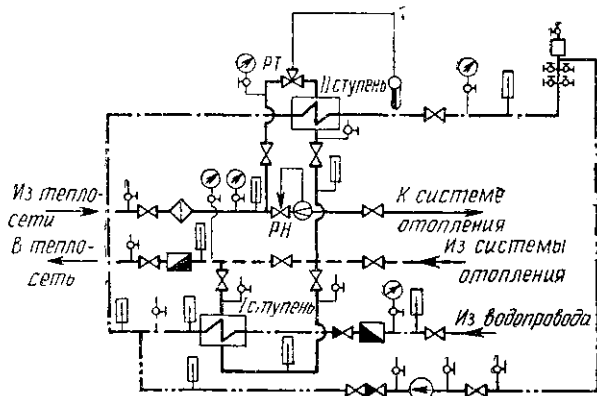 РТ
II ступень
Из тепло-
сети
К системе
отопления
РН
В тепло-
сеть
Из системы
отопления
I ступень
Из водопровода